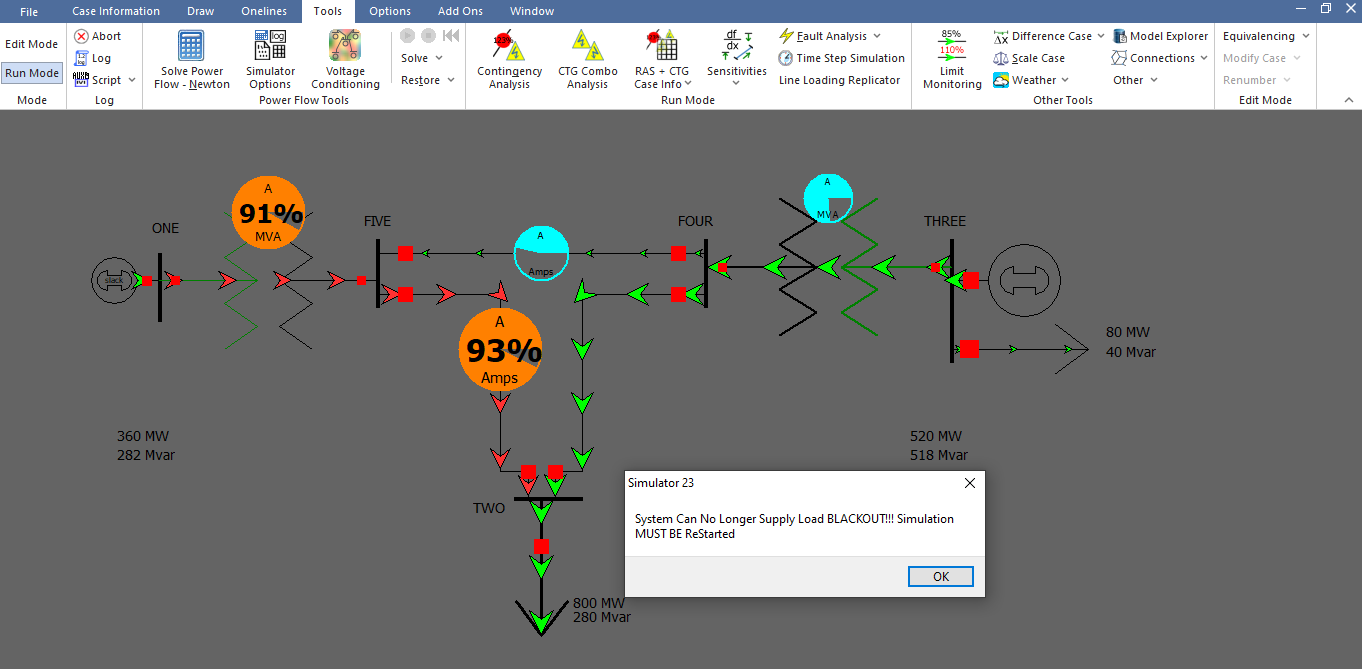 File Case Information Draw Onelines Tools Options Add Ons Window
Edit Mode
Run Mode
Mode
Abort
Log
Script
Log
Solve Power
Flow - Newton
Simulator
Options
Voltage
Conditioning
Solve
Restore
Power Flow Tools
Contingency
Analysis
CTG Combo
Analysis
RAS + CTG
Case Info
Sensitivities
Fault Analysis
Time Step Simulation
Line Loading Replicator
Run Mode
85%
110%
Limit
Monitoring
Difference Case
Scale Case
Weather
Model Explorer
Connections
Other
Other Tools
Equivalencing
Modify Case
Renumber
Edit Mode
ONE
A
91%
MVA
FIVE
A
Amps
FOUR
A
MVA
THREE
slack
80 MW
40 Mvar
A
93%
Amps
360 MW
282 Mvar
520 MW
518 Mvar
TWO
800 MW
280 Mvar
Simulator 23
System Can No Longer Supply Load BLACKOUT!!! Simulation
MUST BE ReStarted
OK